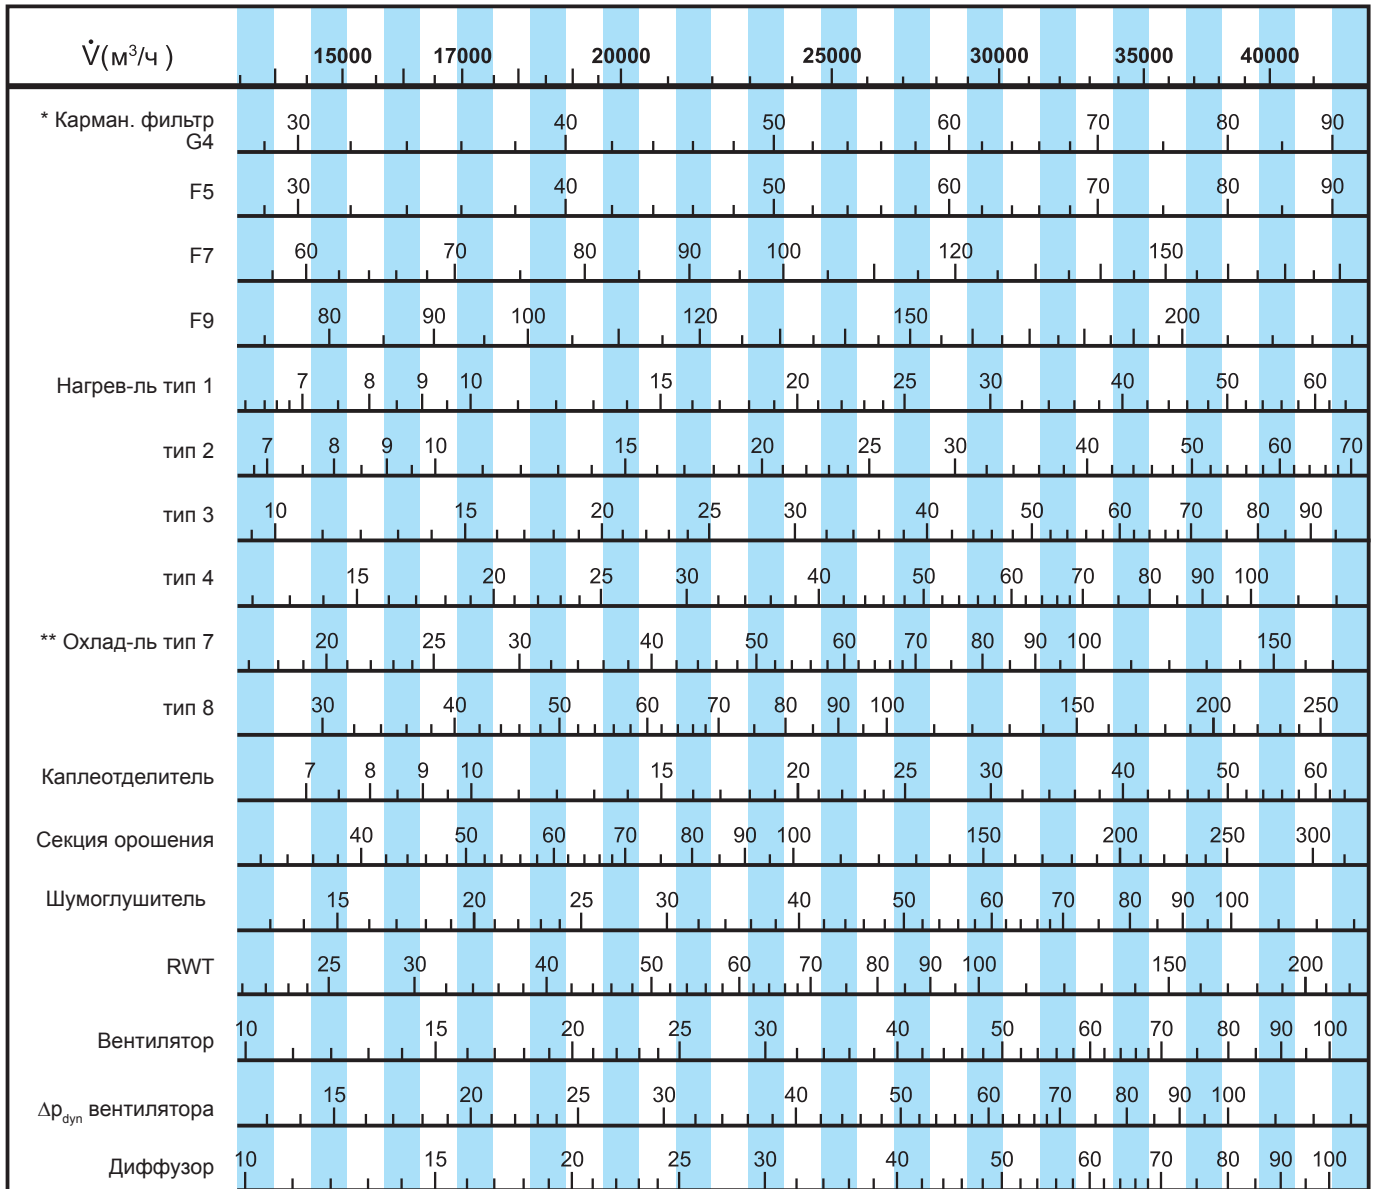 V̇(м³/ч ) 15000 17000 20000 25000 30000 35000 40000
* Карман. фильтр
G4 30 40 50 60 70 80 90
F5 30 40 50 60 70 80 90
F7 60 70 80 90 100 120 150
F9 80 90 100 120 150 200
Нагрев-ль тип 1 7 8 9 10 15 20 25 30 40 50 60
тип 2 7 8 9 10 15 20 25 30 40 50 60 70
тип 3 10 15 20 25 30 40 50 60 70 80 90
тип 4 15 20 25 30 40 50 60 70 80 90 100
** Охлад-ль тип 7 20 25 30 40 50 60 70 80 90 100 150
тип 8 30 40 50 60 70 80 90 100 150 200 250
Каплеотделитель 7 8 9 10 15 20 25 30 40 50 60
Секция орошения 40 50 60 70 80 90 100 150 200 250 300
Шумоглушитель 15 20 25 30 40 50 60 70 80 90 100
RWT 25 30 40 50 60 70 80 90 100 150 200
Вентилятор 10 15 20 25 30 40 50 60 70 80 90 100
Δp_dyn вентилятора 15 20 25 30 40 50 60 70 80 90 100
Диффузор 10 15 20 25 30 40 50 60 70 80 90 100